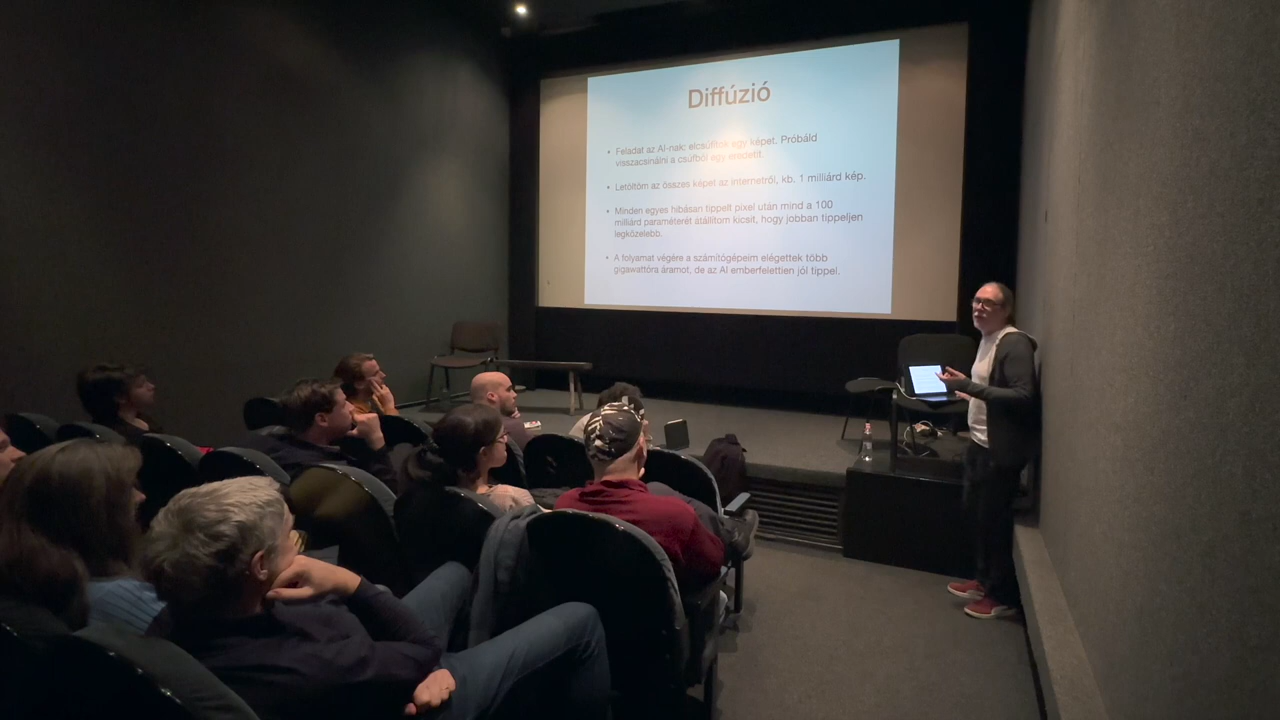 Diffúzió
• Feladat az AI-nak: elcsúfítok egy képet. Próbáld
visszacsinálni a csúfból egy eredetit.
• Letöltöm az összes képet az internetről, kb. 1 milliárd kép.
• Minden egyes hibásan tippelt pixel után mind a 100
milliárd paraméterét átállítom kicsit, hogy jobban tippeljen
legközelebb.
• A folyamat végére a számítógépeim elégettek több
gigawattóra áramot, de az AI emberfelettien jól tippel.